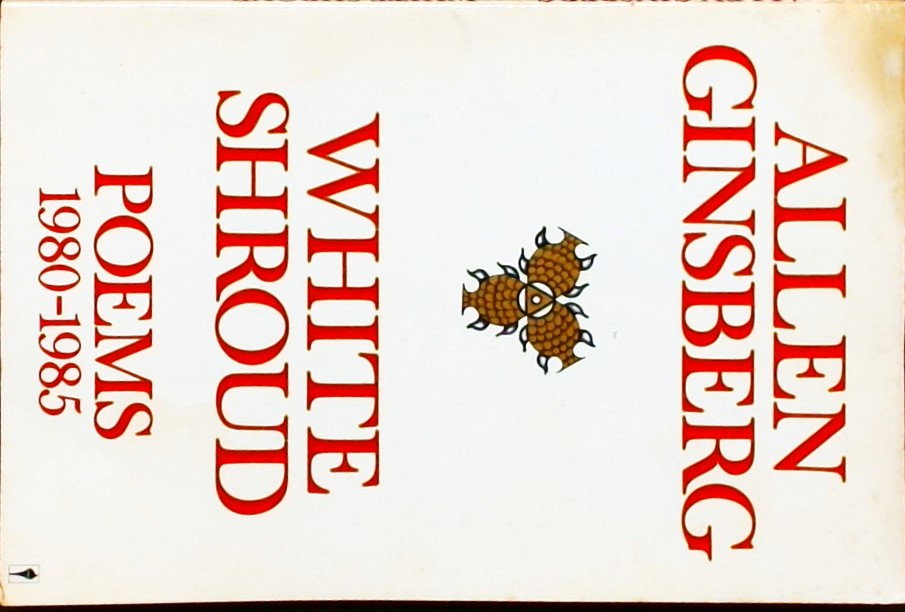 ALLEN
GINSBERG
WHITE
SHROUD
POEMS
1980-1985